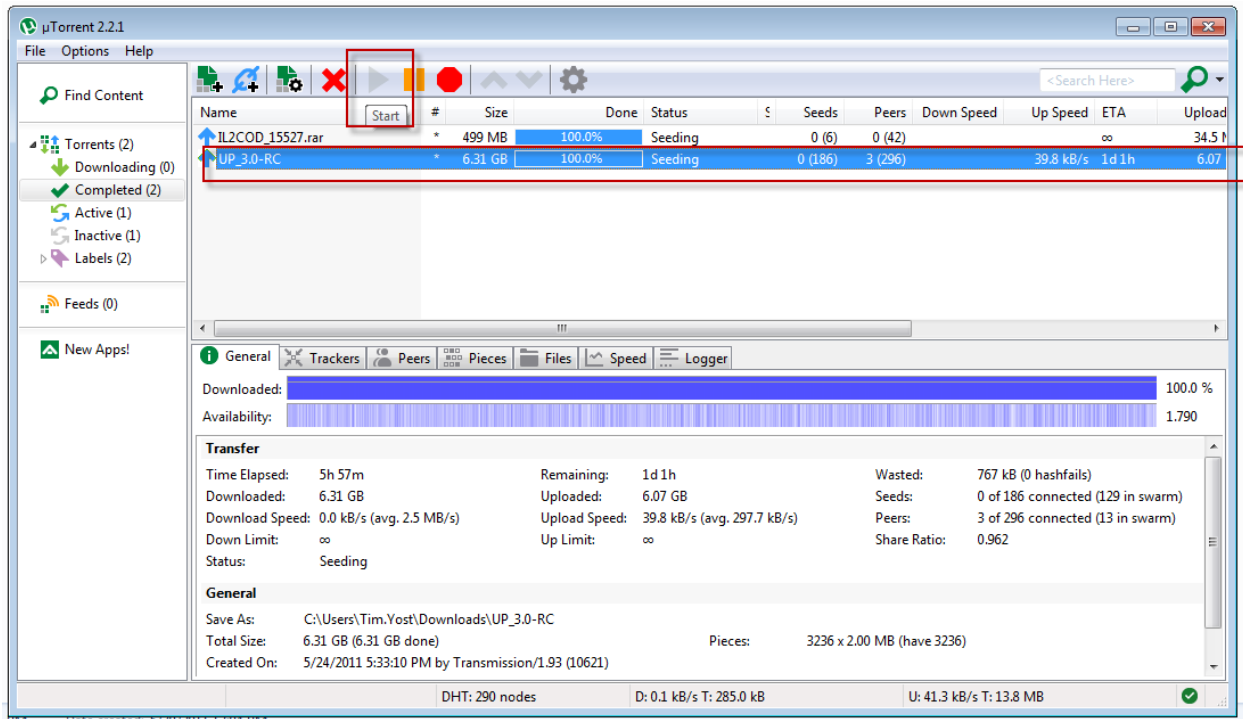 µTorrent 2.2.1
File Options Help
<Search Here>
Find Content
Torrents (2)
Downloading (0)
Completed (2)
Active (1)
Inactive (1)
Labels (2)
Feeds (0)
New Apps!
Start
Name # Size Done Status S Seeds Peers Down Speed Up Speed ETA Upload
IL2COD_15527.rar * 499 MB 100.0% Seeding 0 (6) 0 (42) ∞ 34.5
UP_3.0-RC * 6.31 GB 100.0% Seeding 0 (186) 3 (296) 39.8 kB/s 1d 1h 6.07
General Trackers Peers Pieces Files Speed Logger
Downloaded: 100.0 %
Availability: 1.790
Transfer
Time Elapsed: 5h 57m Remaining: 1d 1h Wasted: 767 kB (0 hashfails)
Downloaded: 6.31 GB Uploaded: 6.07 GB Seeds: 0 of 186 connected (129 in swarm)
Download Speed: 0.0 kB/s (avg. 2.5 MB/s) Upload Speed: 39.8 kB/s (avg. 297.7 kB/s) Peers: 3 of 296 connected (13 in swarm)
Down Limit: ∞ Up Limit: ∞ Share Ratio: 0.962
Status: Seeding
General
Save As: C:\Users\Tim.Yost\Downloads\UP_3.0-RC
Total Size: 6.31 GB (6.31 GB done) Pieces: 3236 x 2.00 MB (have 3236)
Created On: 5/24/2011 5:33:10 PM by Transmission/1.93 (10621)
DHT: 290 nodes D: 0.1 kB/s T: 285.0 kB U: 41.3 kB/s T: 13.8 MB